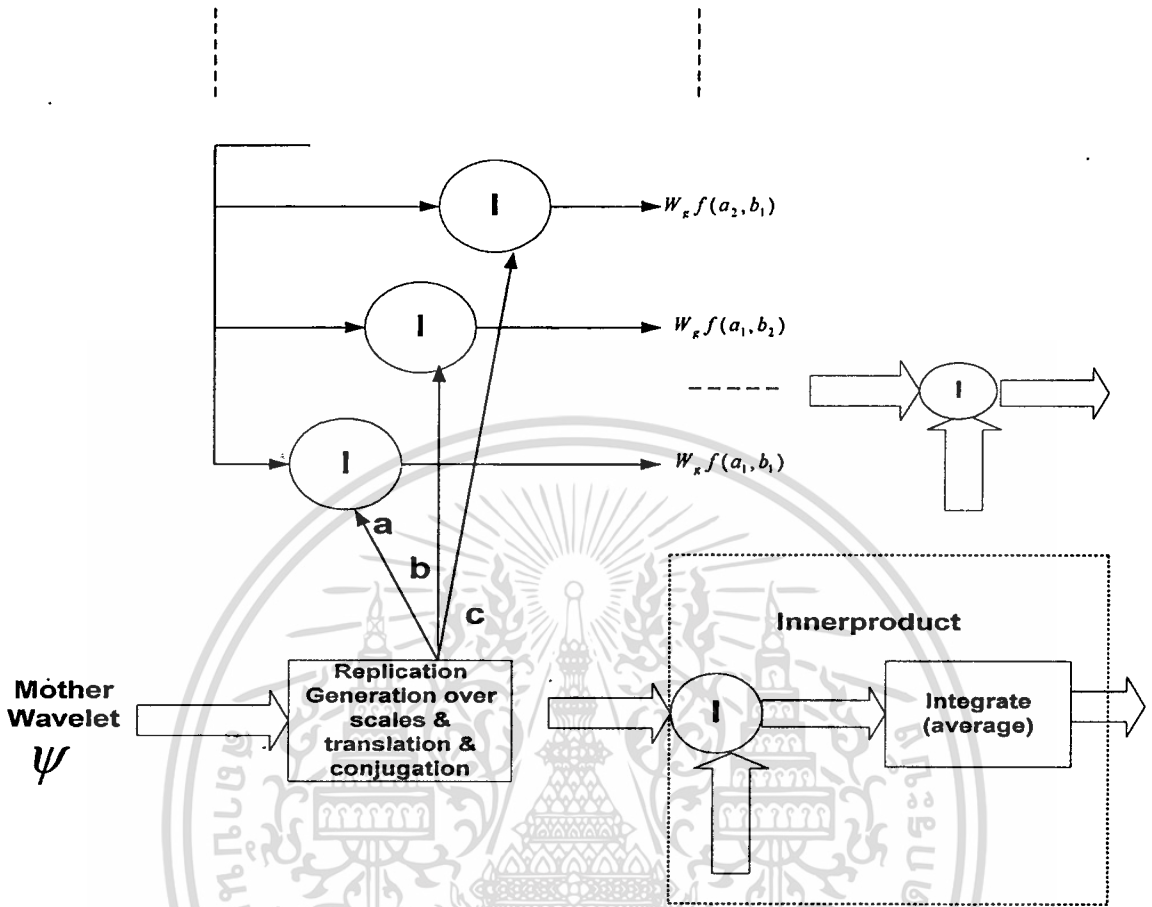 I
W_g f(a_2, b_1)
I
W_g f(a_1, b_2)
I
I
W_g f(a_1, b_1)
a
b
c
Innerproduct
Mother
Wavelet
ψ
Replication
Generation over
scales &
translation &
conjugation
I
Integrate
(average)